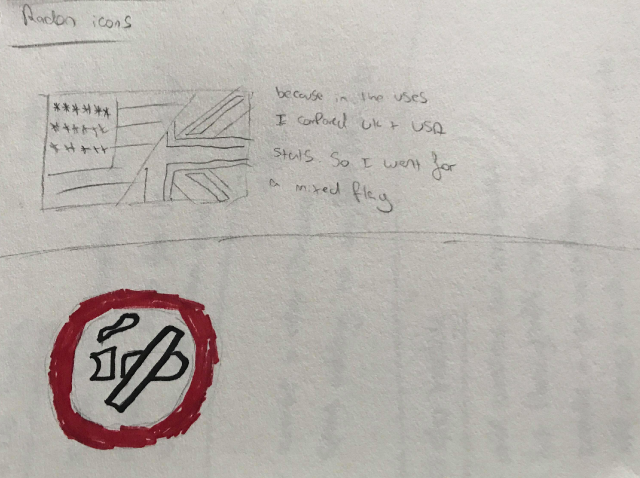 Radon icons
because in the uses
I compared UK + USA
stats so I went for
a mixed flag